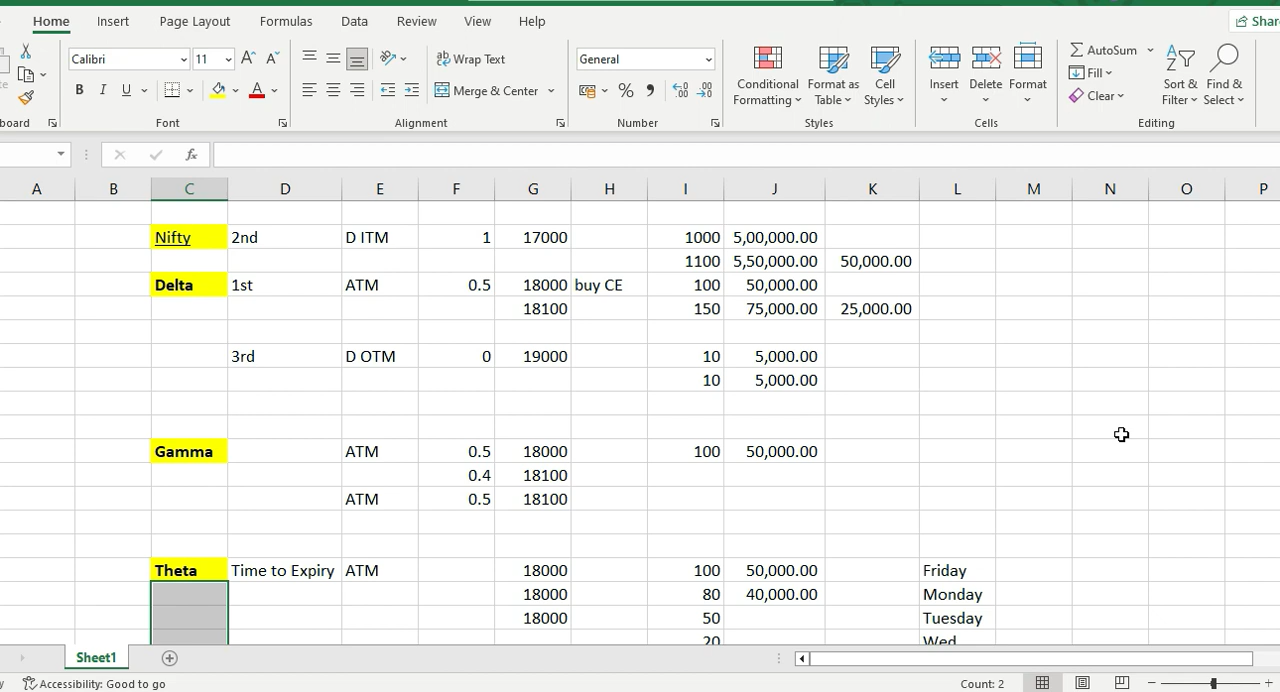 Home Insert Page Layout Formulas Data Review View Help
Shar
Calibri 11 Wrap Text General AutoSum
Conditional Formatting Format as Table Cell Styles Insert Delete Format Fill Sort & Filter Find & Select
B I U A Merge & Center % Clear
board Font Alignment Number Styles Cells Editing
fx
A B C D E F G H I J K L M N O P
Nifty 2nd D ITM 1 17000 1000 5,00,000.00
1100 5,50,000.00 50,000.00
Delta 1st ATM 0.5 18000 buy CE 100 50,000.00
18100 150 75,000.00 25,000.00
3rd D OTM 0 19000 10 5,000.00
10 5,000.00
Gamma ATM 0.5 18000 100 50,000.00
0.4 18100
ATM 0.5 18100
Theta Time to Expiry ATM 18000 100 50,000.00 Friday
18000 80 40,000.00 Monday
18000 50 Tuesday
20 Wed
Sheet1
Accessibility: Good to go Count: 2